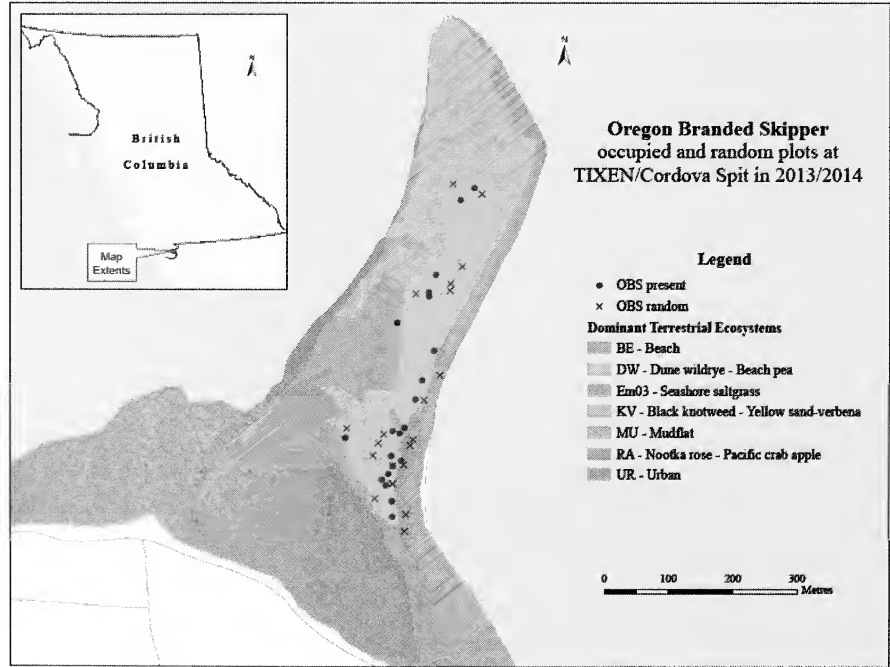 N
British
Columbia
Map
Extents
N
Oregon Branded Skipper
occupied and random plots at
TIXEN/Cordova Spit in 2013/2014
Legend
OBS present
OBS random
Dominant Terrestrial Ecosystems
BE - Beach
DW - Dune wildrye - Beach pea
Em03 - Seashore saltgrass
KV - Black knotweed - Yellow sand-verbena
MU - Mudflat
RA - Nootka rose - Pacific crab apple
UR - Urban
0 100 200 300
Metres